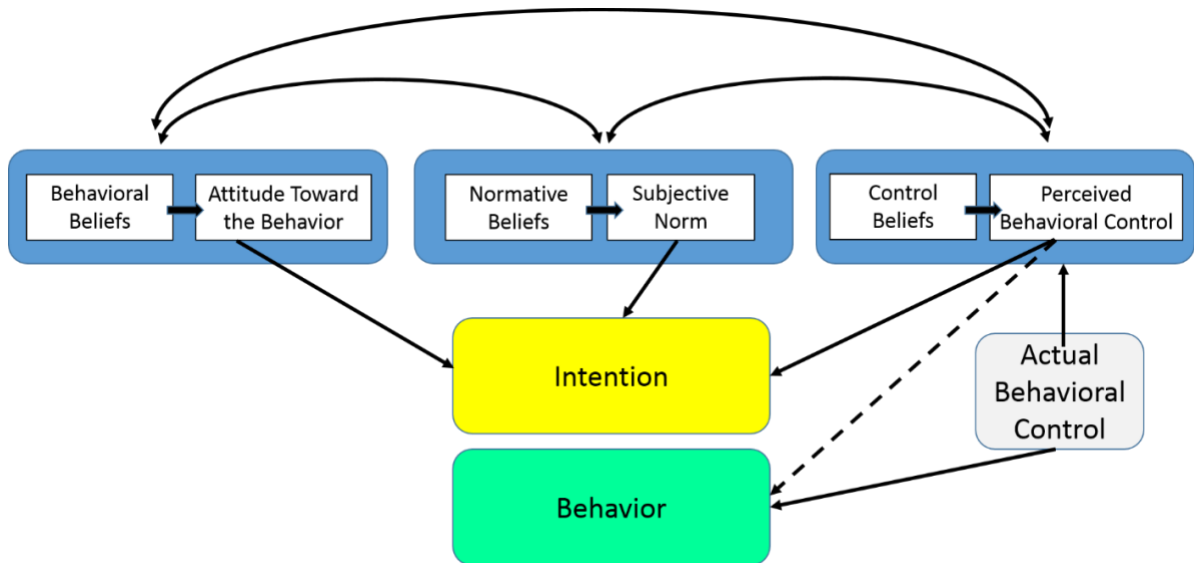 Behavioral
Beliefs
Attitude Toward
the Behavior
Normative
Beliefs
Subjective
Norm
Control
Beliefs
Perceived
Behavioral Control
Intention
Actual
Behavioral
Control
Behavior